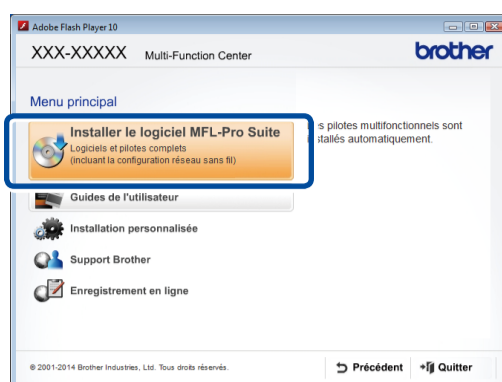 Adobe Flash Player 10
XXX-XXXXX Multi-Function Center
brother
Menu principal
Installer le logiciel MFL-Pro Suite
Logiciels et pilotes complets
(incluant la configuration réseau sans fil)
pilotes multifonctionnels sont
automatiquement.
Guides de l'utilisateur
Installation personnalisée
Support Brother
Enregistrement en ligne
© 2001-2014 Brother Industries, Ltd. Tous droits réservés.
Précédent
Quitter